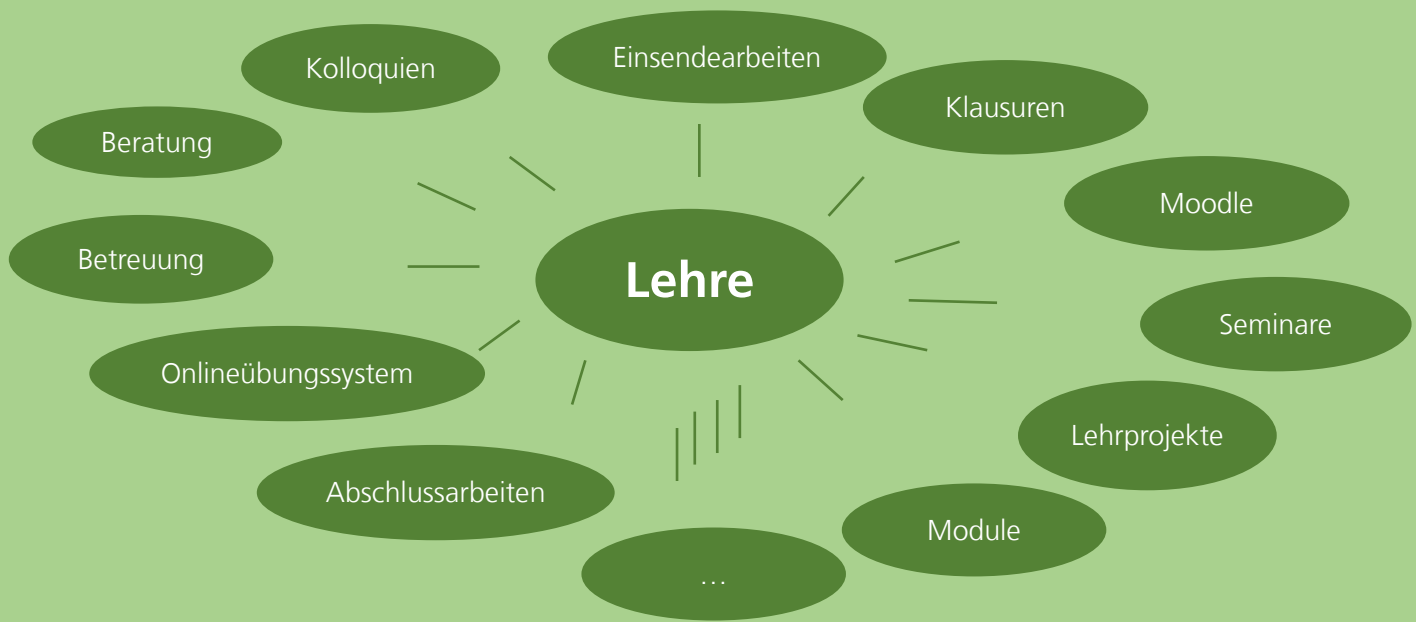 Einsendearbeiten
Kolloquien
Klausuren
Beratung
Moodle
Betreuung
Lehre
Seminare
Onlineübungssystem
Lehrprojekte
Abschlussarbeiten
Module
…